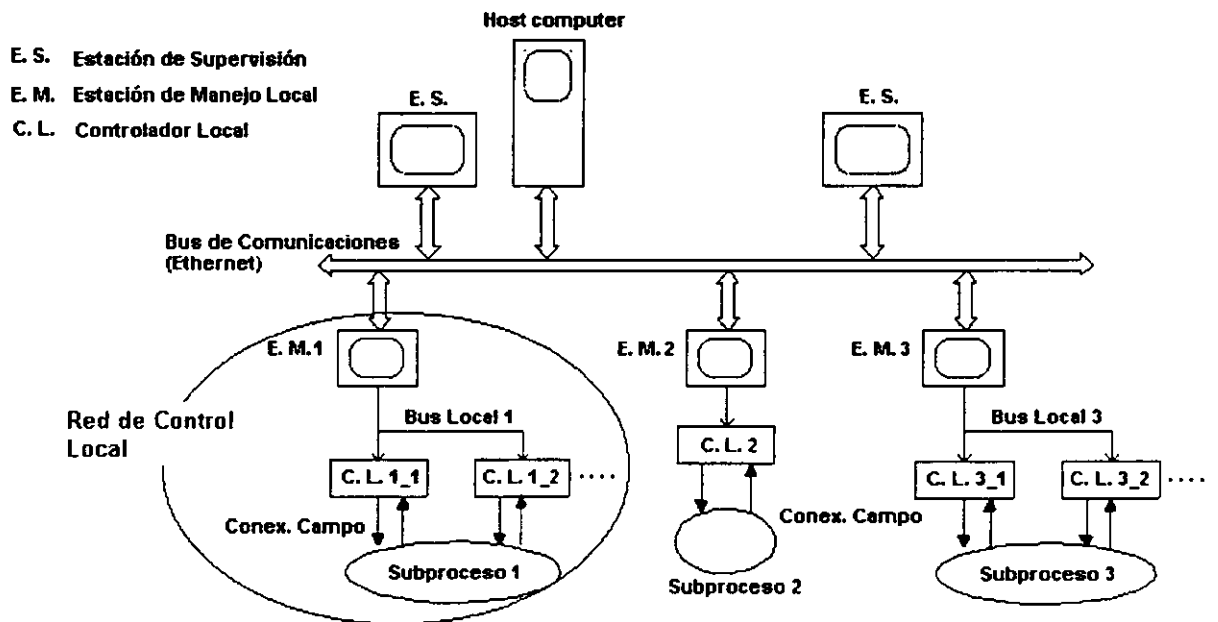 Host computer
E. S. Estación de Supervisión
E. M. Estación de Manejo Local
C. L. Controlador Local
E. S.
E. S.
Bus de Comunicaciones
(Ethernet)
E. M. 1
E. M. 2
E. M. 3
Red de Control
Local
Bus Local 1
Bus Local 3
C. L. 1_1
C. L. 1_2
....
C. L. 2
C. L. 3_1
C. L. 3_2
....
Conex. Campo
Conex. Campo
Subproceso 1
Subproceso 2
Subproceso 3